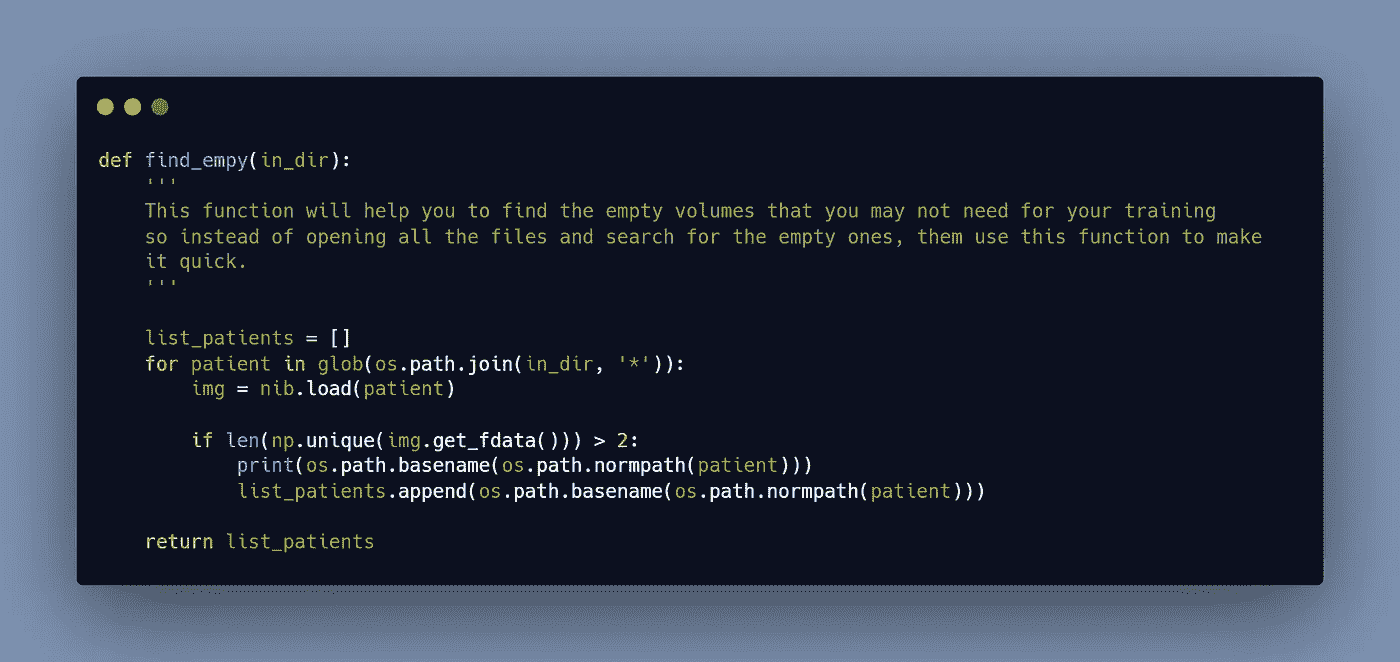 def find_empy(in_dir):
    '''
    This function will help you to find the empty volumes that you may not need for your training
    so instead of opening all the files and search for the empty ones, them use this function to make
    it quick.
    '''
    list_patients = []
    for patient in glob(os.path.join(in_dir, '*')):
        img = nib.load(patient)
        if len(np.unique(img.get_fdata())) > 2:
            print(os.path.basename(os.path.normpath(patient)))
            list_patients.append(os.path.basename(os.path.normpath(patient)))
    return list_patients